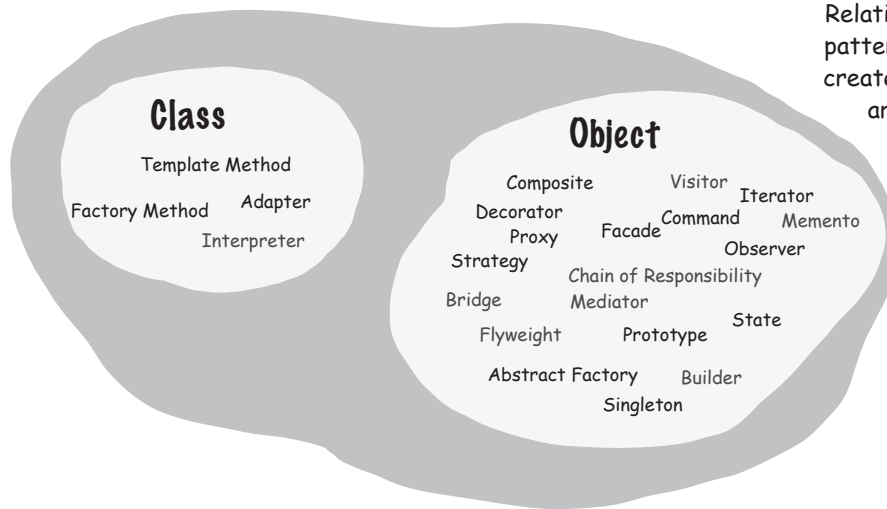 Relati
patter
create
ar
Class
Template Method
Factory Method
Adapter
Interpreter
Object
Composite
Visitor
Iterator
Decorator
Command
Memento
Proxy
Facade
Observer
Strategy
Chain of Responsibility
Bridge
Mediator
Flyweight
Prototype
State
Abstract Factory
Builder
Singleton